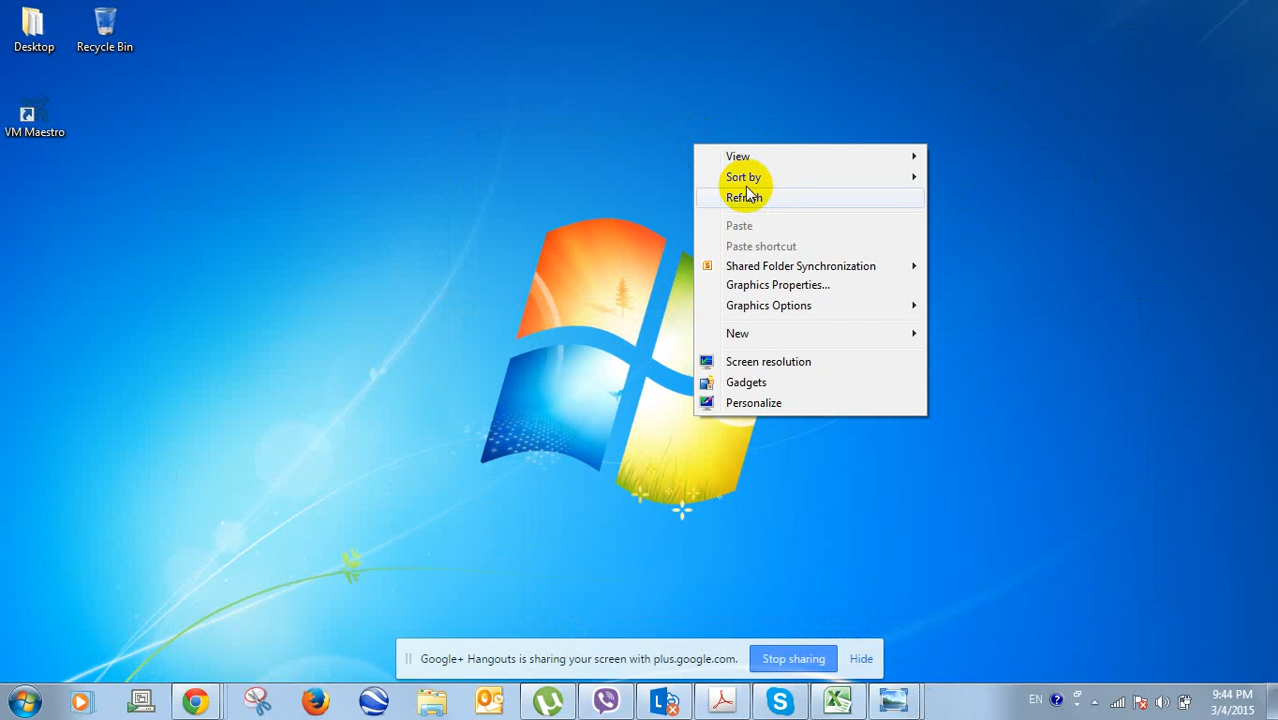 Desktop
Recycle Bin
VM Maestro
View
Sort by
Refresh
Paste
Paste shortcut
Shared Folder Synchronization
Graphics Properties...
Graphics Options
New
Screen resolution
Gadgets
Personalize
Google+ Hangouts is sharing your screen with plus.google.com.
Stop sharing
Hide
EN
9:44 PM
3/4/2015